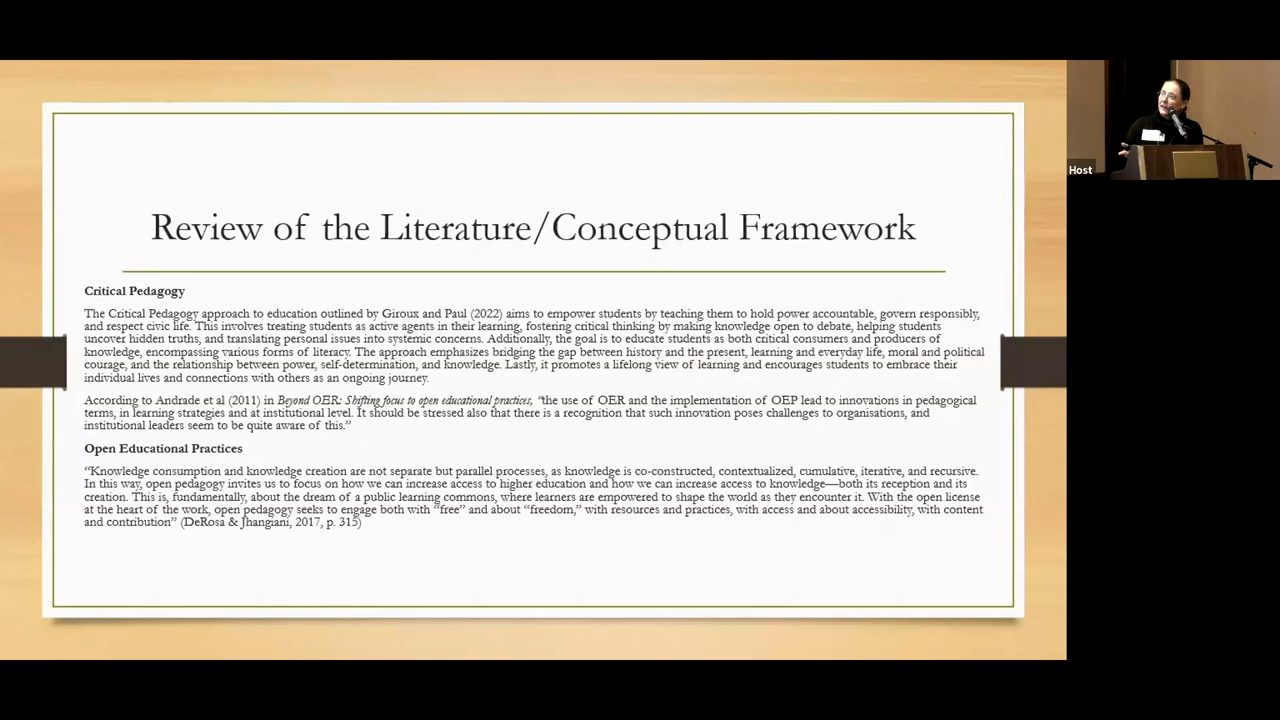 Review of the Literature/Conceptual Framework
Critical Pedagogy
The Critical Pedagogy approach to education outlined by Giroux and Paul (2022) aims to empower students by teaching them to hold power accountable, govern responsibly,
and respect civic life. This involves treating students as active agents in their learning, fostering critical thinking by making knowledge open to debate, helping students
uncover hidden truths, and translating personal issues into systemic concerns. Additionally, the goal is to educate students as both critical consumers and producers of
knowledge, encompassing various forms of literacy. The approach emphasizes bridging the gap between history and the present, learning and everyday life, moral and political
courage, and the relationship between power, self-determination, and knowledge. Lastly, it promotes a lifelong view of learning and encourages students to embrace their
individual lives and connections with others as an ongoing journey.
According to Andrade et al (2011) in Beyond OER: Shifting focus to open educational practices, “the use of OER and the implementation of OEP lead to innovations in pedagogical
terms, in learning strategies and at institutional level. It should be stressed also that there is a recognition that such innovation poses challenges to organisations, and
institutional leaders seem to be quite aware of this.”
Open Educational Practices
“Knowledge consumption and knowledge creation are not separate but parallel processes, as knowledge is co-constructed, contextualized, cumulative, iterative, and recursive.
In this way, open pedagogy invites us to focus on how we can increase access to higher education and how we can increase access to knowledge—both its reception and its
creation. This is, fundamentally, about the dream of a public learning commons, where learners are empowered to shape the world as they encounter it. With the open license
at the heart of the work, open pedagogy seeks to engage both with “free” and about “freedom,” with resources and practices, with access and about accessibility, with content
and contribution” (DeRosa & Jhangiani, 2017, p. 315)
Host